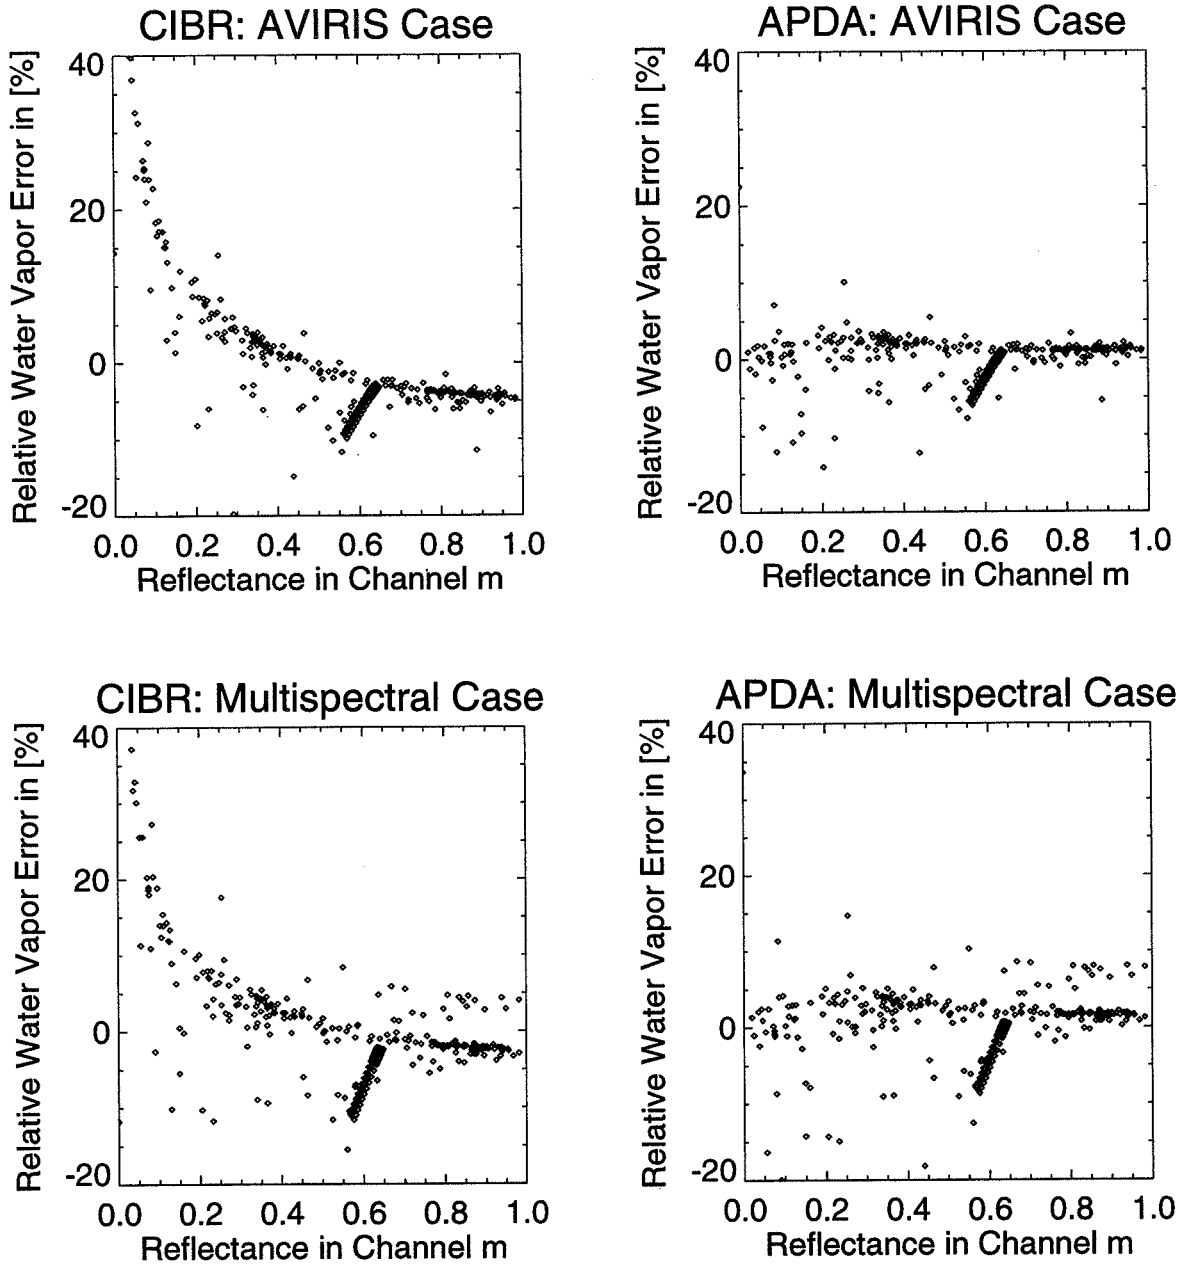 CIBR: AVIRIS Case
Relative Water Vapor Error in [%]
40
20
0
-20
0.0 0.2 0.4 0.6 0.8 1.0
Reflectance in Channel m
APDA: AVIRIS Case
Relative Water Vapor Error in [%]
40
20
0
-20
0.0 0.2 0.4 0.6 0.8 1.0
Reflectance in Channel m
CIBR: Multispectral Case
Relative Water Vapor Error in [%]
40
20
0
-20
0.0 0.2 0.4 0.6 0.8 1.0
Reflectance in Channel m
APDA: Multispectral Case
Relative Water Vapor Error in [%]
40
20
0
-20
0.0 0.2 0.4 0.6 0.8 1.0
Reflectance in Channel m